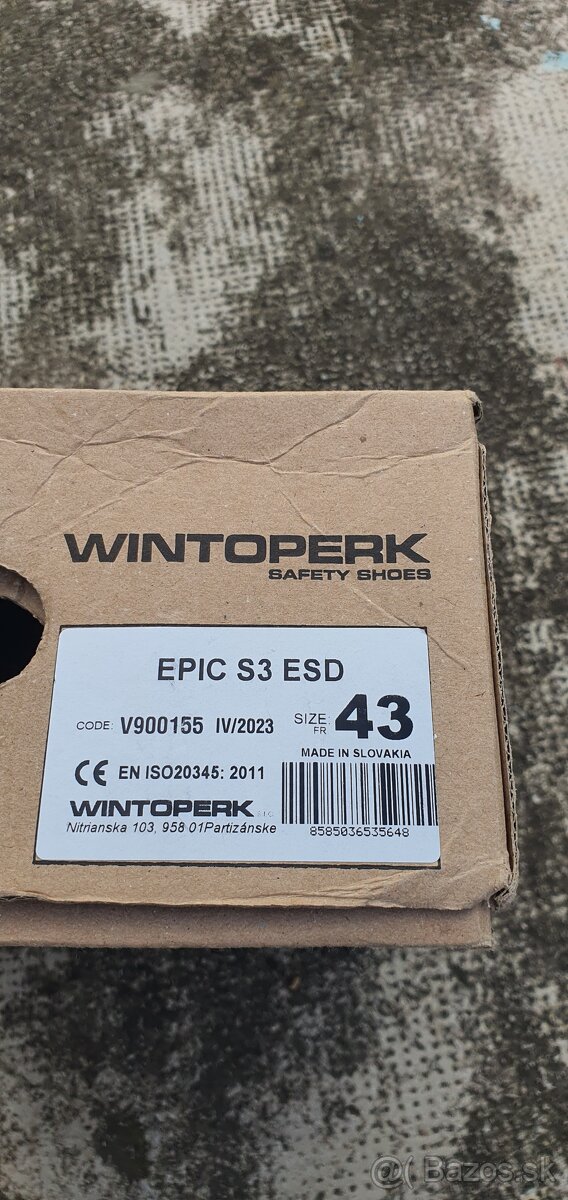 WINTOPERK
SAFETY SHOES
EPIC S3 ESD
CODE: V900155 IV/2023 SIZE: FR 43
MADE IN SLOVAKIA
CE EN ISO20345: 2011
WINTOPERK s.r.o.
Nitrianska 103, 958 01Partizánske
8585036535648
@( Bazos.sk